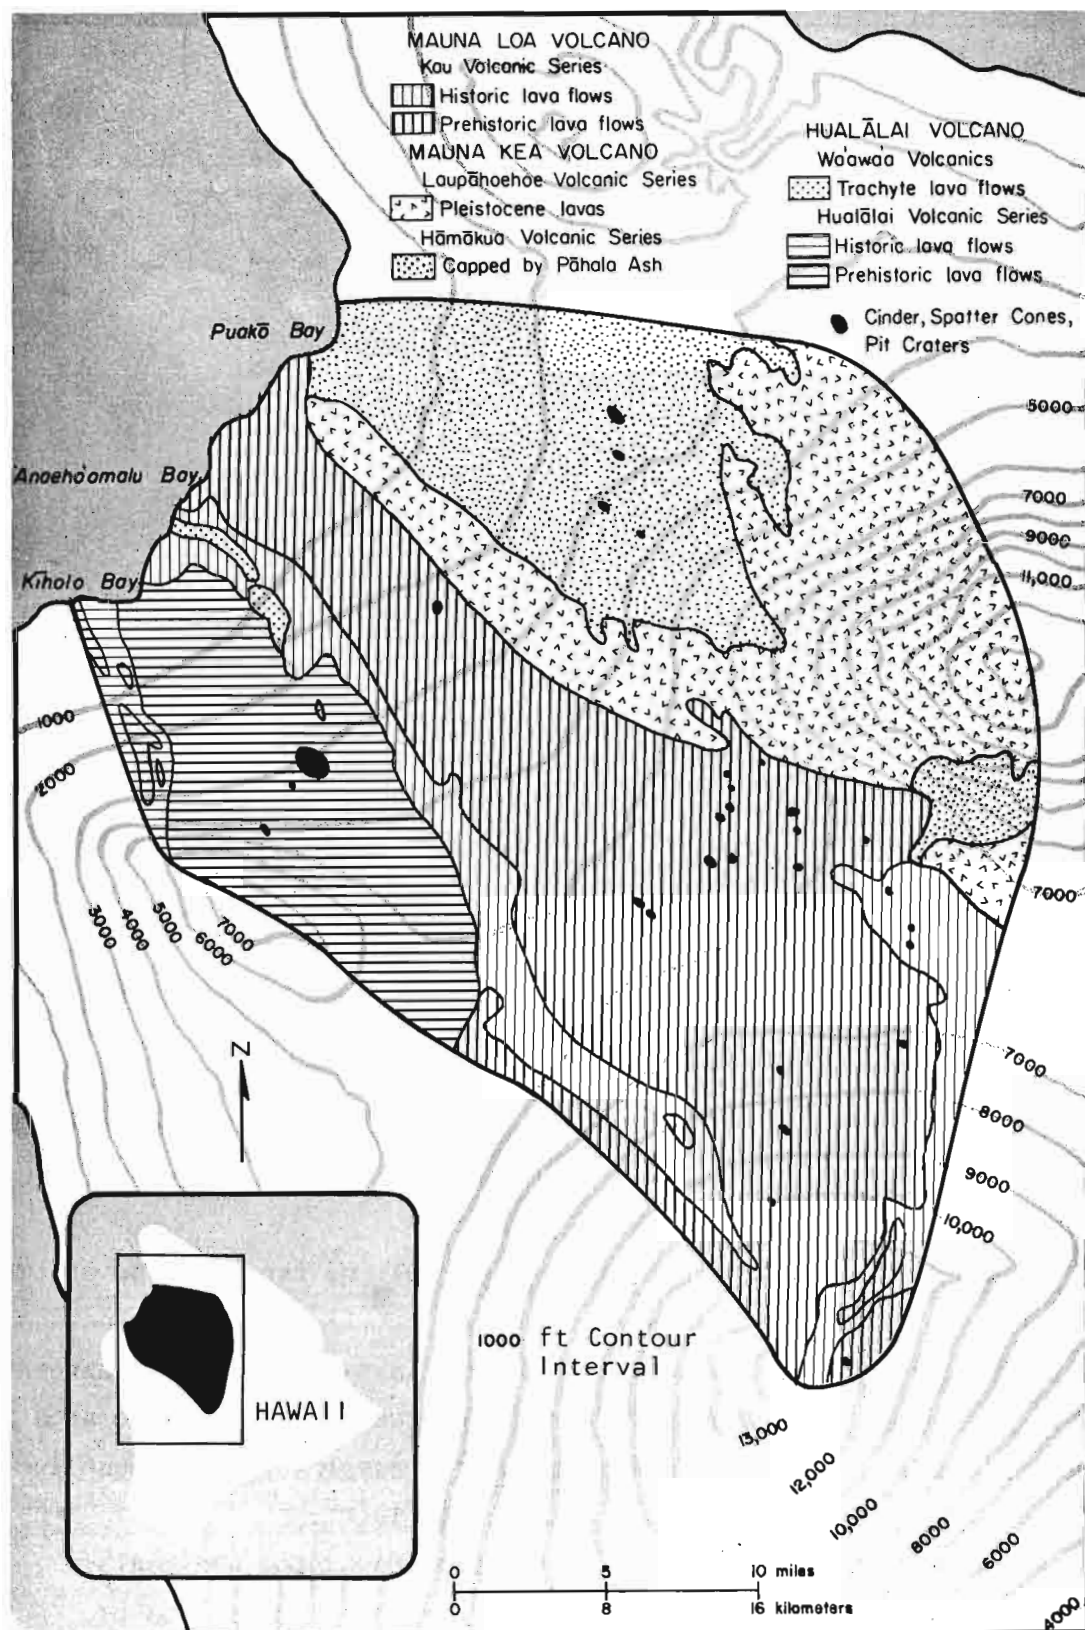 MAUNA LOA VOLCANO
Kau Volcanic Series
Historic lava flows
Prehistoric lava flows
MAUNA KEA VOLCANO
Laupāhoehoe Volcanic Series
Pleistocene lavas
Hāmākua Volcanic Series
Capped by Pāhala Ash
HUALĀLAI VOLCANO
Wa'awa'a Volcanics
Trachyte lava flows
Hualālai Volcanic Series
Historic lava flows
Prehistoric lava flows
Cinder, Spatter Cones,
Pit Craters
Puakō Bay
Anaeho'omalu Bay
Kīholo Bay
5000
7000
9000
11,000
1000
2000
3000
4000
5000
6000
7000
7000
7000
8000
9000
10,000
N
HAWAII
1000 ft Contour
Interval
13,000
12,000
10,000
8000
6000
4000
0 5 10 miles
0 8 16 kilometers